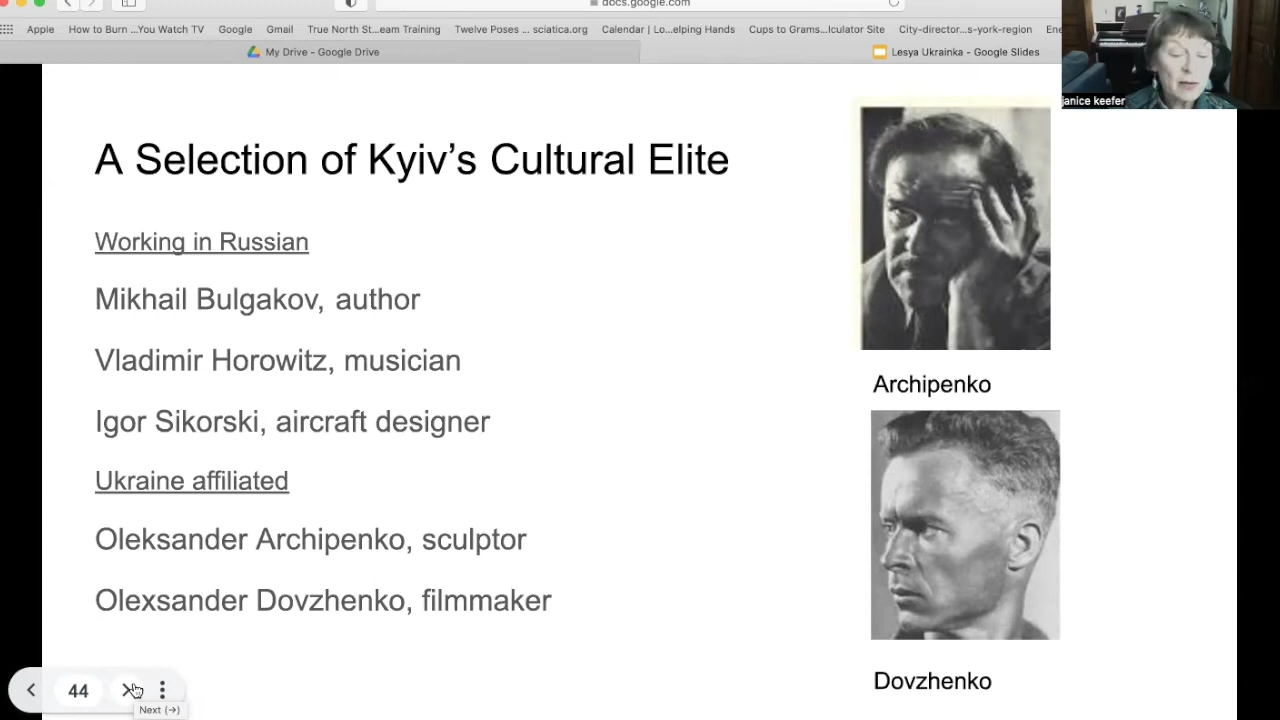 docs.google.com
Apple How to Burn ...You Watch TV Google Gmail True North St...eam Training Twelve Poses ... sciatica.org Calendar | Lo...elping Hands Cups to Grams...lculator Site City-director...s-york-region Ene
My Drive - Google Drive
Lesya Ukrainka - Google Slides
janice keefer
A Selection of Kyiv’s Cultural Elite
Working in Russian
Mikhail Bulgakov, author
Vladimir Horowitz, musician
Igor Sikorski, aircraft designer
Ukraine affiliated
Oleksander Archipenko, sculptor
Olexsander Dovzhenko, filmmaker
Archipenko
Dovzhenko
44
Next (→)